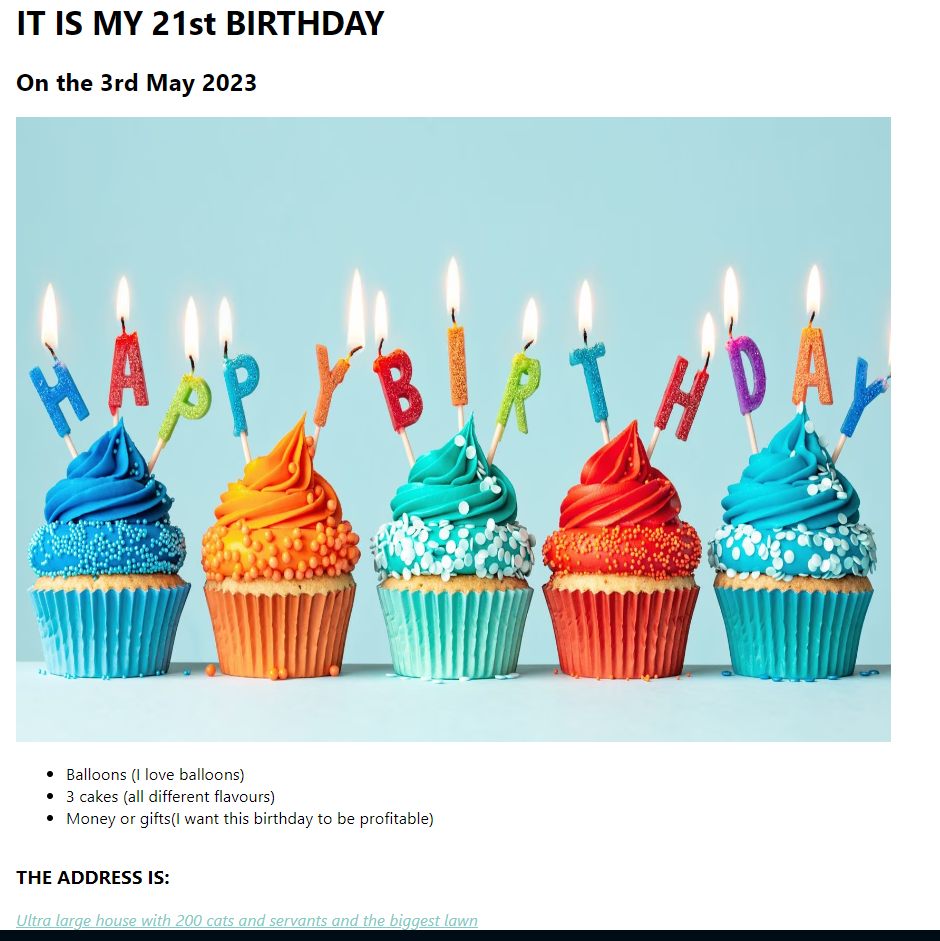 IT IS MY 21st BIRTHDAY
On the 3rd May 2023
HAPPY BIRTHDAY
Balloons (I love balloons)
3 cakes (all different flavours)
Money or gifts(I want this birthday to be profitable)
THE ADDRESS IS:
Ultra large house with 200 cats and servants and the biggest lawn